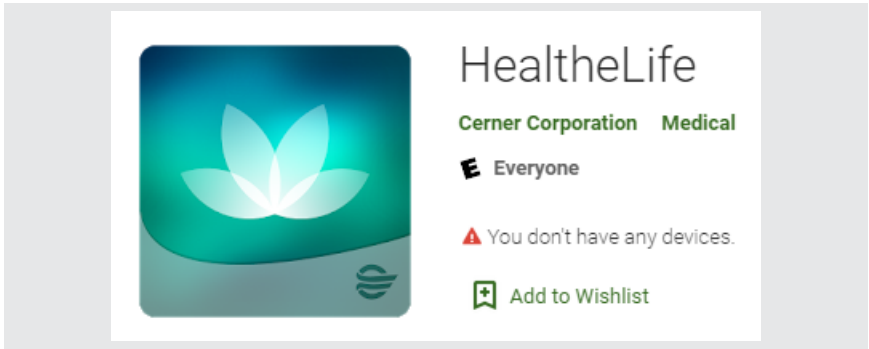 HealtheLife
Cerner Corporation Medical
E Everyone
You don't have any devices.
Add to Wishlist